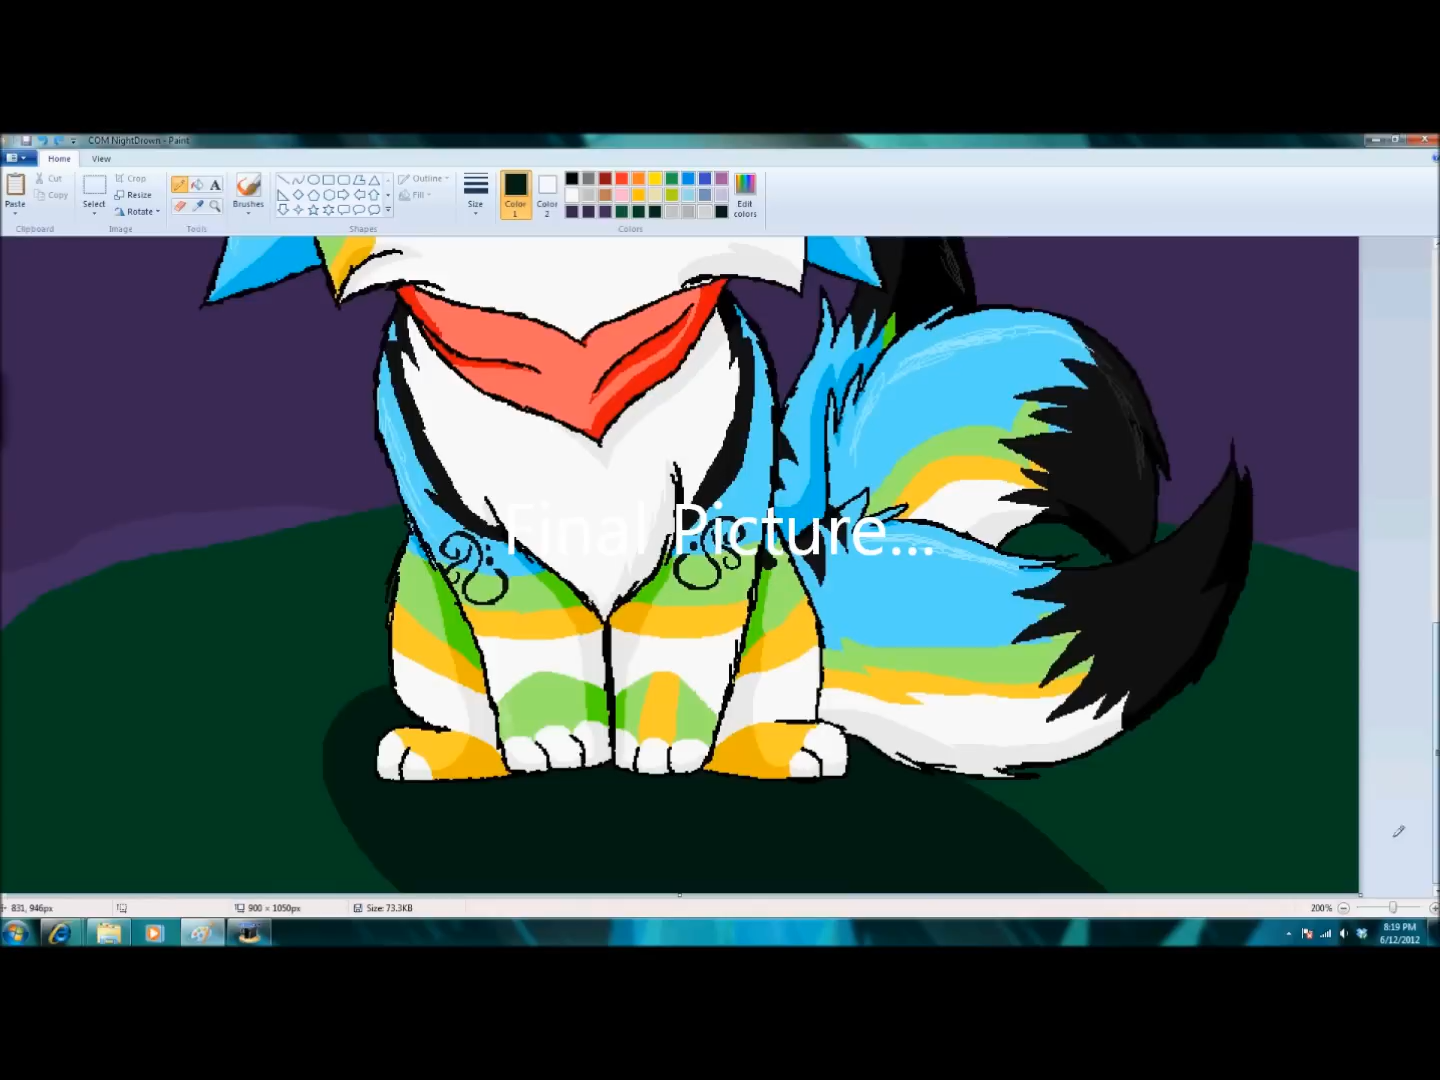 COM NightDrown - Paint
Home
View
Paste
Cut
Copy
Clipboard
Select
Crop
Resize
Rotate
Image
A
Tools
Brushes
Shapes
Outline
Fill
Size
Color 1
Color 2
Edit colors
Colors
Final Picture...
831, 946px
900 × 1050px
Size: 73.3KB
200%
8:19 PM
6/12/2012